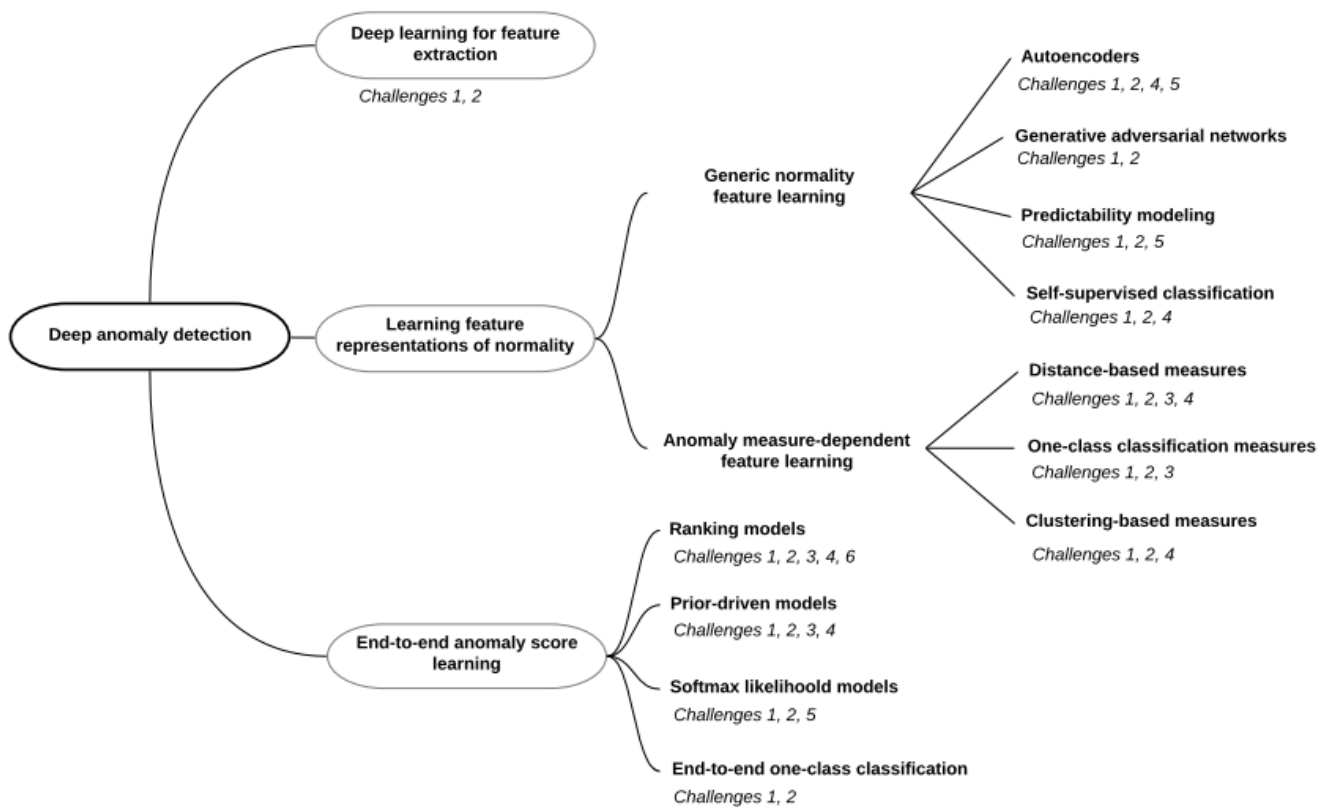 Deep learning for feature
extraction
Challenges 1, 2
Deep anomaly detection
Learning feature
representations of normality
Generic normality
feature learning
Autoencoders
Challenges 1, 2, 4, 5
Generative adversarial networks
Challenges 1, 2
Predictability modeling
Challenges 1, 2, 5
Self-supervised classification
Challenges 1, 2, 4
Anomaly measure-dependent
feature learning
Distance-based measures
Challenges 1, 2, 3, 4
One-class classification measures
Challenges 1, 2, 3
Clustering-based measures
Challenges 1, 2, 4
End-to-end anomaly score
learning
Ranking models
Challenges 1, 2, 3, 4, 6
Prior-driven models
Challenges 1, 2, 3, 4
Softmax likelihoold models
Challenges 1, 2, 5
End-to-end one-class classification
Challenges 1, 2